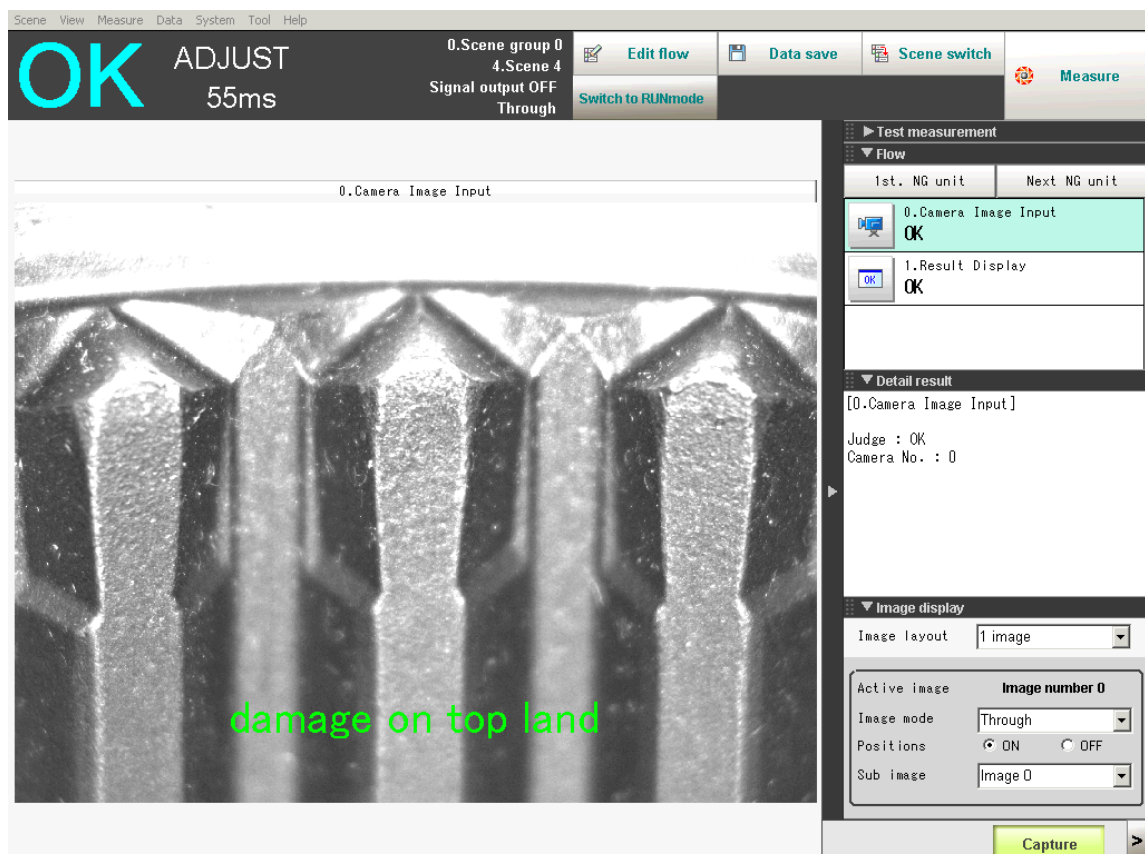 Scene View Measure Data System Tool Help
OK
ADJUST
55ms
0.Scene group 0
4.Scene 4
Signal output OFF
Through
Edit flow
Data save
Scene switch
Switch to RUNmode
Measure
0.Camera Image Input
damage on top land
Test measurement
Flow
1st. NG unit
Next NG unit
0.Camera Image Input
OK
OK
1.Result Display
OK
Detail result
[0.Camera Image Input]
Judge : OK
Camera No. : 0
Image display
Image layout 1 image
Active image Image number 0
Image mode Through
Positions ON OFF
Sub image Image 0
Capture
>